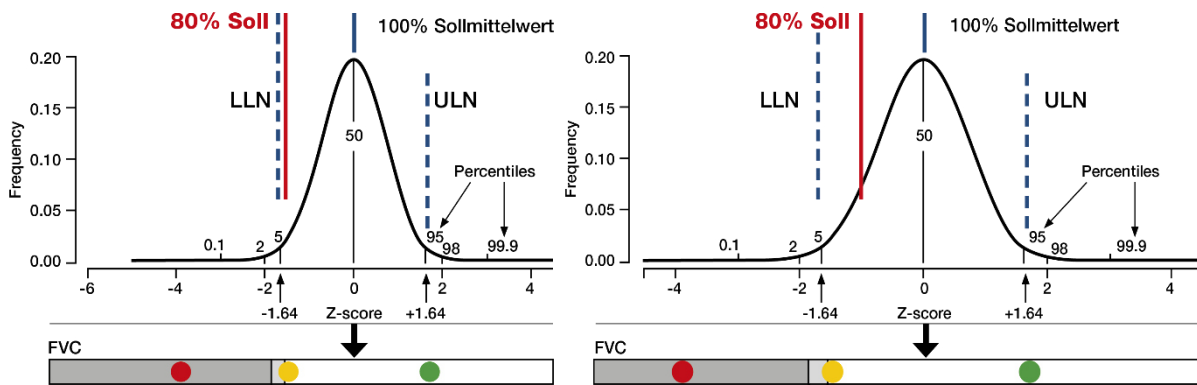 80% Soll
100% Sollmittelwert
0.20
LLN
ULN
0.15
50
0.10
Frequency
Percentiles
0.05
0.1
2
5
95
98
99.9
0.00
-6
-4
-2
0
2
4
-1.64
Z-score
+1.64
FVC
80% Soll
100% Sollmittelwert
0.20
LLN
ULN
0.15
50
0.10
Frequency
Percentiles
0.05
0.1
2
5
95
98
99.9
0.00
-4
-2
0
2
4
-1.64
Z-score
+1.64
FVC